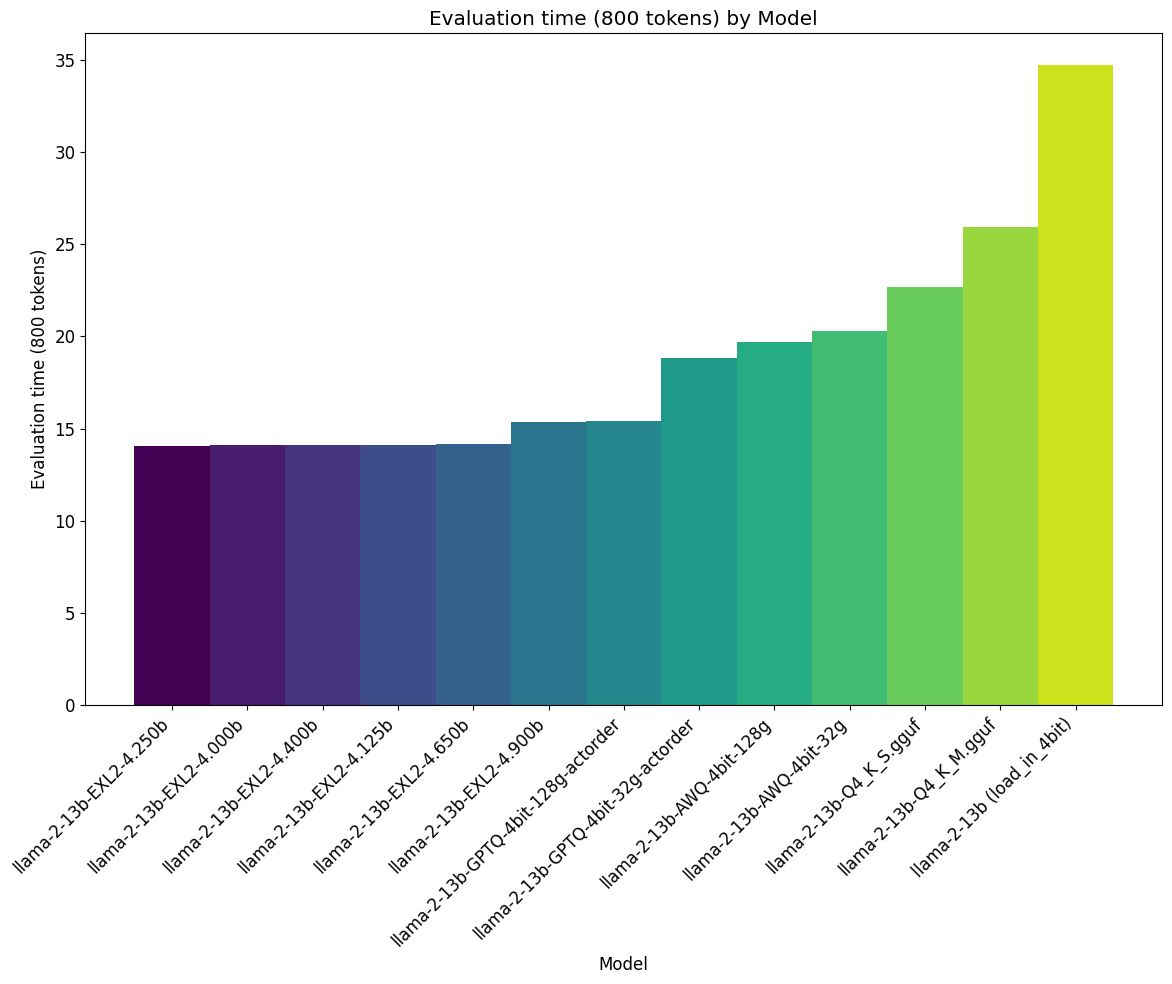 Evaluation time (800 tokens) by Model
Evaluation time (800 tokens)
35
30
25
20
15
10
5
0
llama-2-13b-EXL2-4.250b
llama-2-13b-EXL2-4.000b
llama-2-13b-EXL2-4.400b
llama-2-13b-EXL2-4.125b
llama-2-13b-EXL2-4.650b
llama-2-13b-EXL2-4.900b
llama-2-13b-GPTQ-4bit-128g-actorder
llama-2-13b-GPTQ-4bit-32g-actorder
llama-2-13b-AWQ-4bit-128g
llama-2-13b-AWQ-4bit-32g
llama-2-13b-Q4_K_S.gguf
llama-2-13b-Q4_K_M.gguf
llama-2-13b (load_in_4bit)
Model